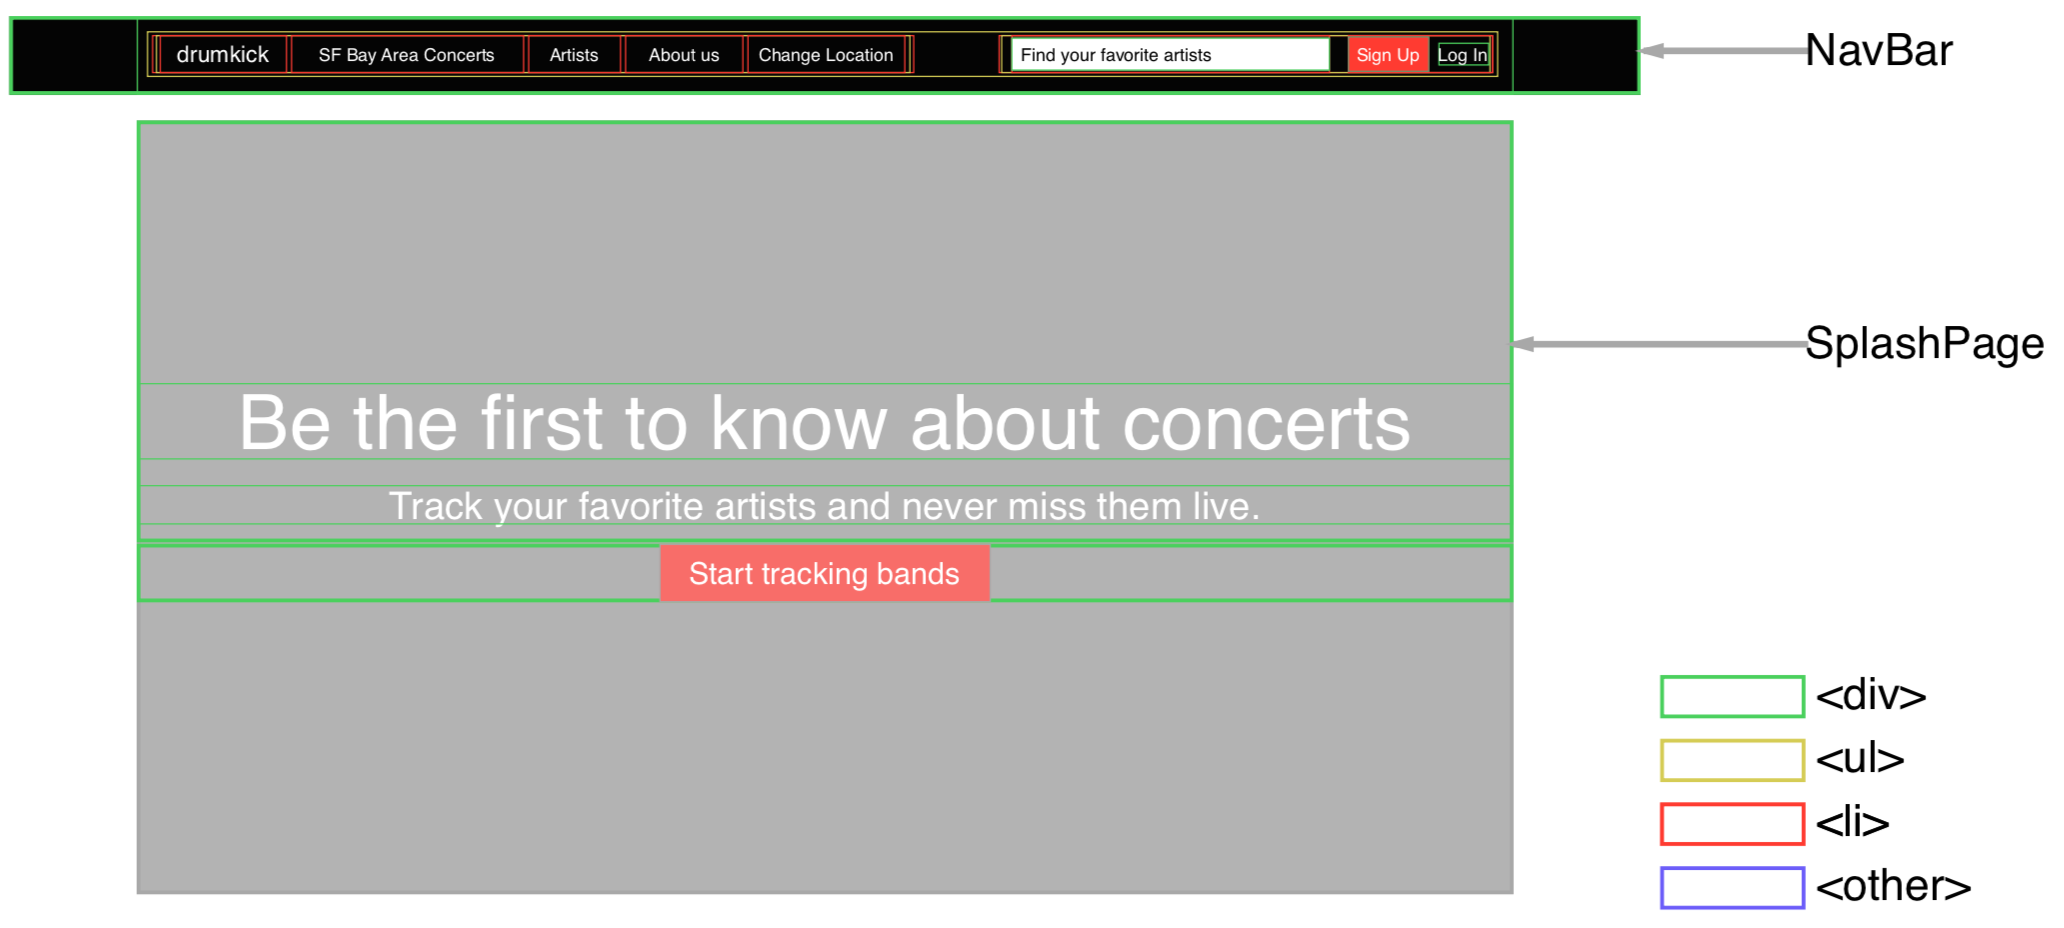 drumkick SF Bay Area Concerts Artists About us Change Location Find your favorite artists Sign Up Log In
NavBar
SplashPage
Be the first to know about concerts
Track your favorite artists and never miss them live.
Start tracking bands
<div>
<ul>
<li>
<other>